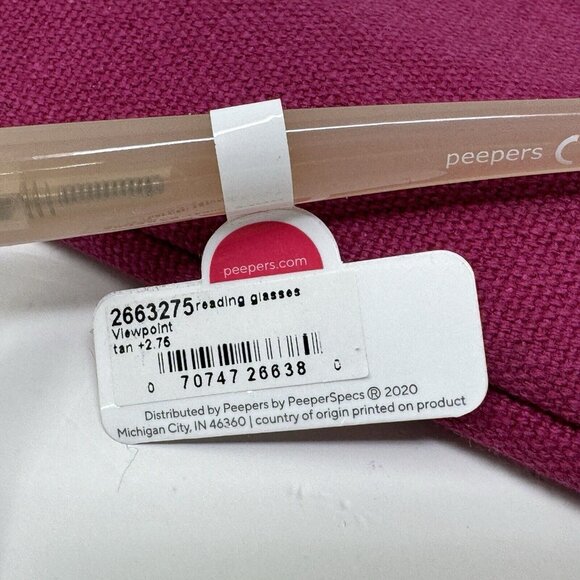 peepers
peepers.com
2663275 reading glasses
Viewpoint
tan +2.75
0 70747 26638 0
Distributed by Peepers by PeeperSpecs® 2020
Michigan City, IN 46360 | country of origin printed on product